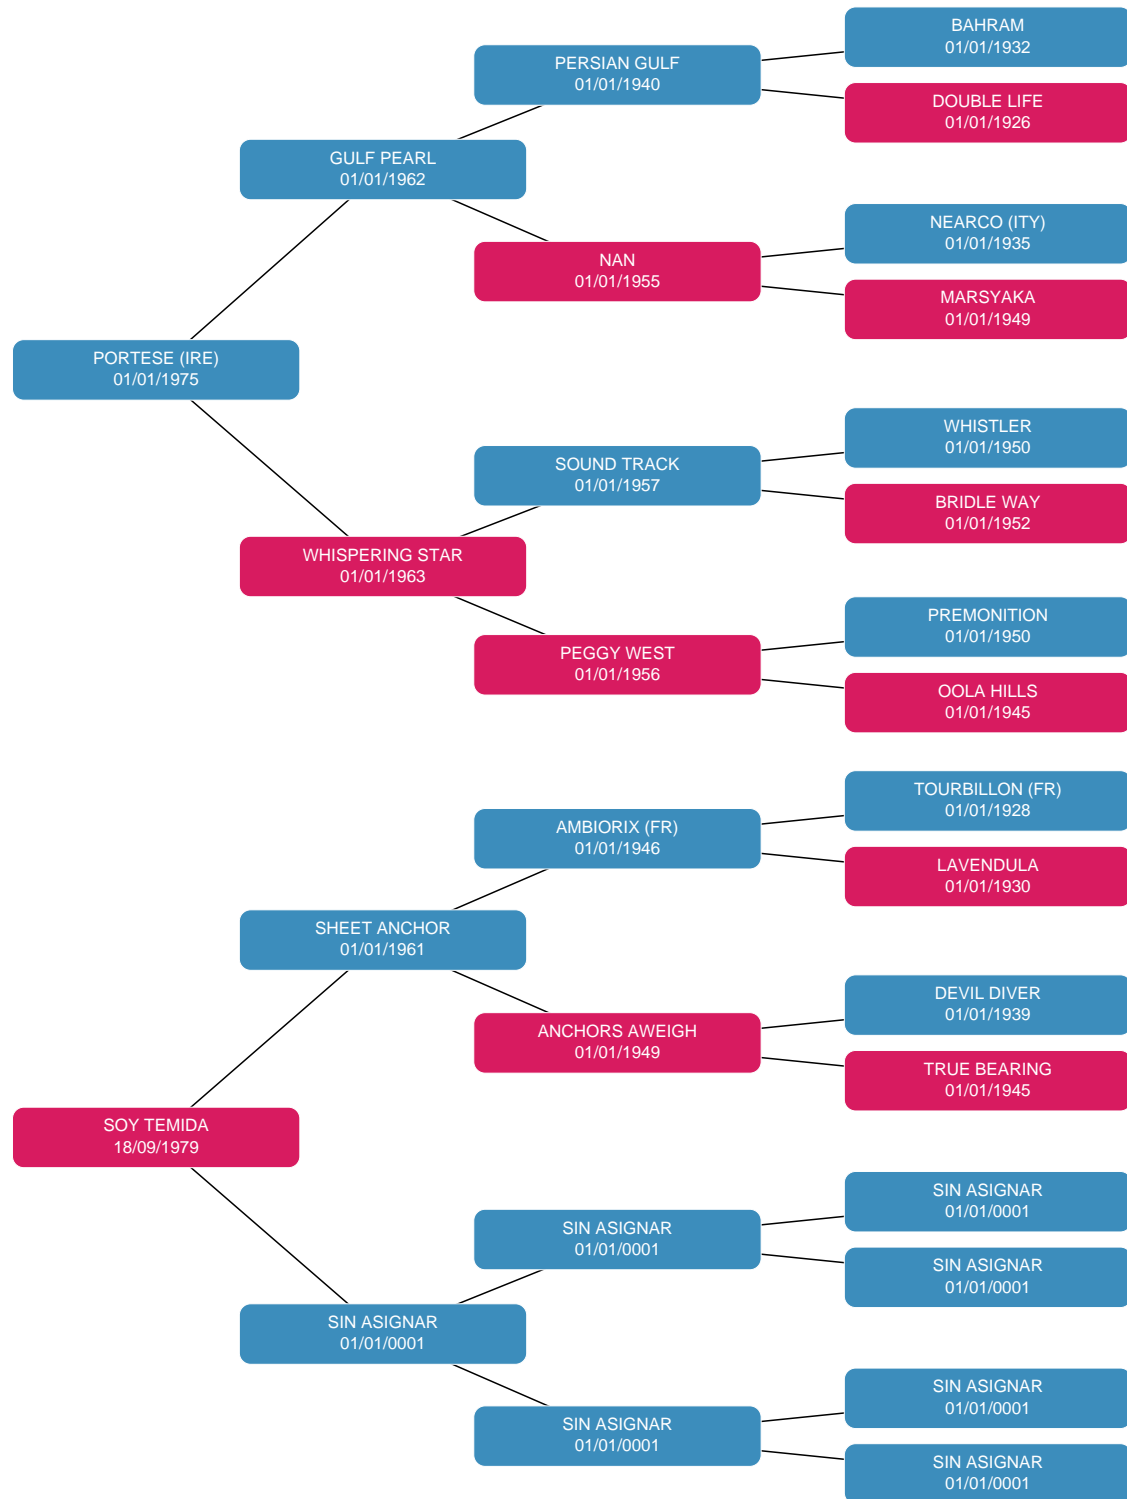 BAHRAM
01/01/1932
PERSIAN GULF
01/01/1940
DOUBLE LIFE
01/01/1926
GULF PEARL
01/01/1962
NEARCO (ITY)
01/01/1935
NAN
01/01/1955
MARSYAKA
01/01/1949
PORTESE (IRE)
01/01/1975
WHISTLER
01/01/1950
SOUND TRACK
01/01/1957
BRIDLE WAY
01/01/1952
WHISPERING STAR
01/01/1963
PREMONITION
01/01/1950
PEGGY WEST
01/01/1956
OOLA HILLS
01/01/1945
TOURBILLON (FR)
01/01/1928
AMBIORIX (FR)
01/01/1946
LAVENDULA
01/01/1930
SHEET ANCHOR
01/01/1961
DEVIL DIVER
01/01/1939
ANCHORS AWEIGH
01/01/1949
TRUE BEARING
01/01/1945
SOY TEMIDA
18/09/1979
SIN ASIGNAR
01/01/0001
SIN ASIGNAR
01/01/0001
SIN ASIGNAR
01/01/0001
SIN ASIGNAR
01/01/0001
SIN ASIGNAR
01/01/0001
SIN ASIGNAR
01/01/0001
SIN ASIGNAR
01/01/0001